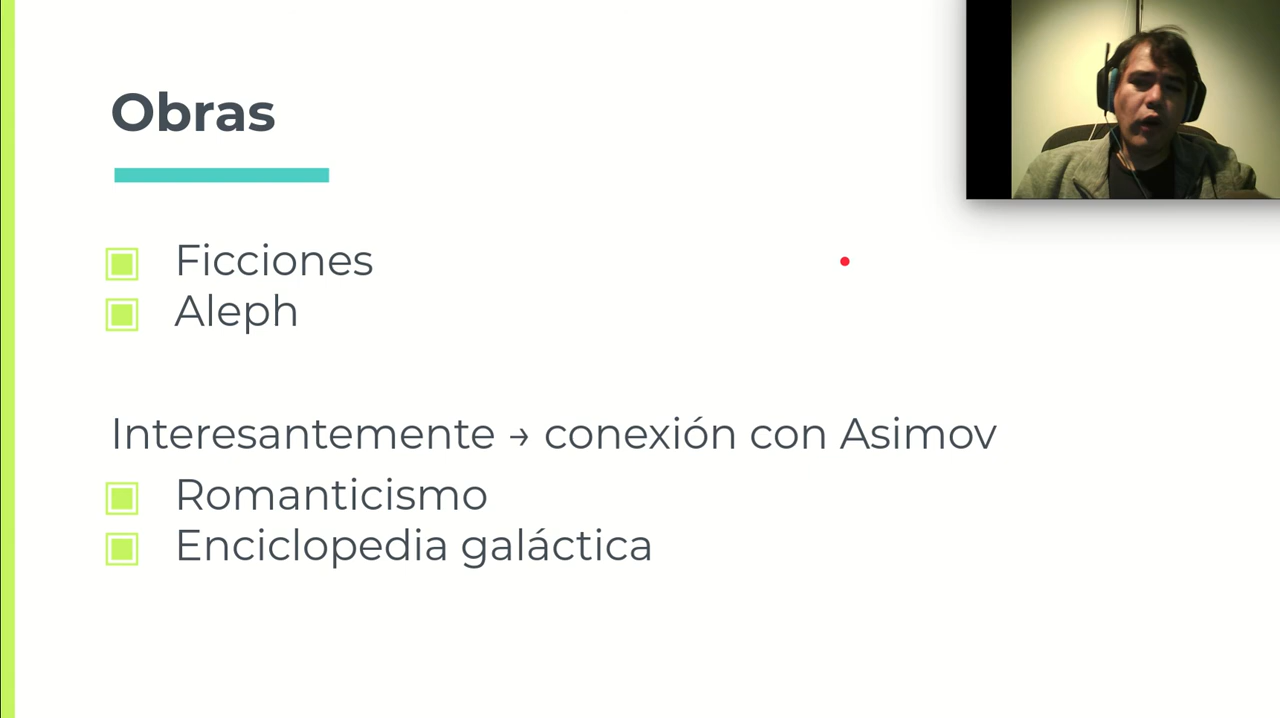 Obras
Ficciones
Aleph
Interesantemente → conexión con Asimov
Romanticismo
Enciclopedia galáctica